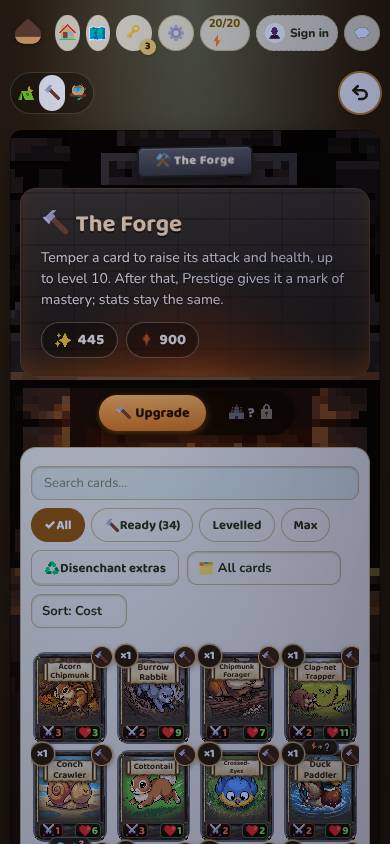 20/20
Sign in
3
The Forge
The Forge
Temper a card to raise its attack and health, up
to level 10. After that, Prestige gives it a mark of
mastery; stats stay the same.
445
900
Upgrade
?
Search cards...
All
Ready (34)
Levelled
Max
Disenchant extras
All cards
Sort: Cost
Acorn
Chipmunk
3
3
×1
Burrow
Rabbit
2
9
×1
Chipmunk
Forager
1
7
×1
Clap-net
Trapper
2
11
×1
Conch
Crawler
1
6
Cottontail
3
1
×1
Crossed-
Eyes
2
2
×1
+?
Duck
Paddler
2
9